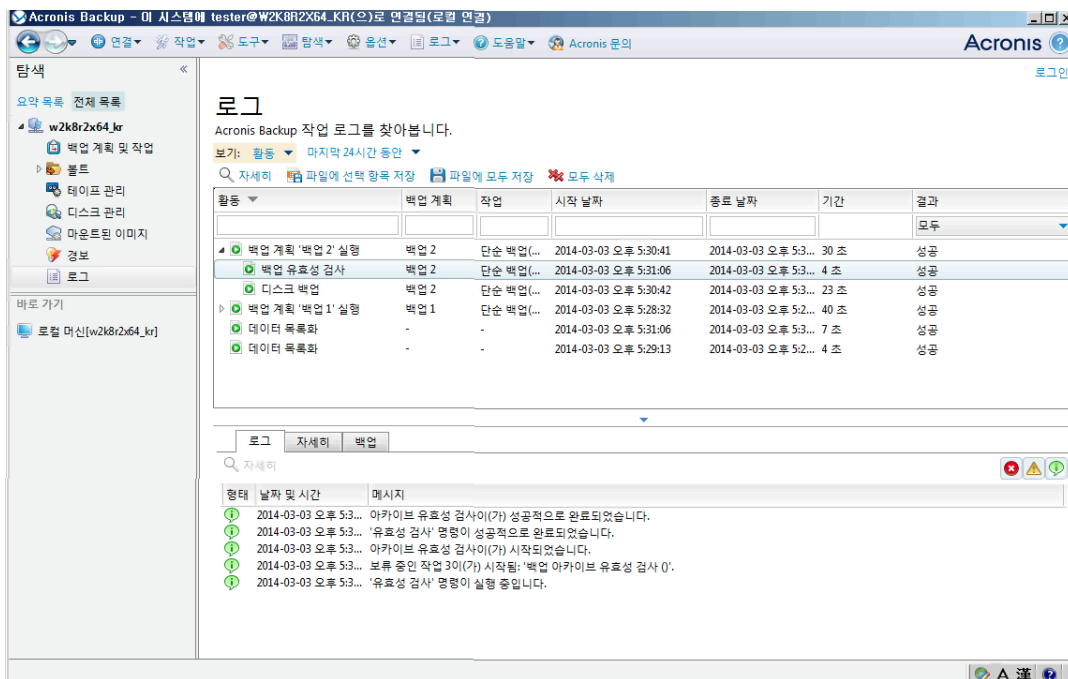 Acronis Backup - 이 시스템에 tester@W2K8R2X64_KR(으)로 연결됨(로컬 연결)
연결 작업 도구 탐색 옵션 로그 도움말 Acronis 문의
Acronis
탐색
로그인
요약 목록 전체 목록
w2k8r2x64_kr
백업 계획 및 작업
볼트
테이프 관리
디스크 관리
마운트된 이미지
경보
로그
바로 가기
로컬 머신[w2k8r2x64_kr]
로그
Acronis Backup 작업 로그를 찾아봅니다.
보기: 활동 마지막 24시간 동안
자세히 파일에 선택 항목 저장 파일에 모두 저장 모두 삭제
활동 백업 계획 작업 시작 날짜 종료 날짜 기간 결과
모두
백업 계획 '백업 2' 실행 백업 2 단순 백업(... 2014-03-03 오후 5:30:41 2014-03-03 오후 5:3... 30 초 성공
백업 유효성 검사 백업 2 단순 백업(... 2014-03-03 오후 5:31:06 2014-03-03 오후 5:3... 4 초 성공
디스크 백업 백업 2 단순 백업(... 2014-03-03 오후 5:30:42 2014-03-03 오후 5:3... 23 초 성공
백업 계획 '백업 1' 실행 백업 1 단순 백업(... 2014-03-03 오후 5:28:32 2014-03-03 오후 5:2... 40 초 성공
데이터 목록화 - - 2014-03-03 오후 5:31:06 2014-03-03 오후 5:3... 7 초 성공
데이터 목록화 - - 2014-03-03 오후 5:29:13 2014-03-03 오후 5:2... 4 초 성공
로그 자세히 백업
자세히
형태 날짜 및 시간 메시지
2014-03-03 오후 5:3... 아카이브 유효성 검사이(가) 성공적으로 완료되었습니다.
2014-03-03 오후 5:3... '유효성 검사' 명령이 성공적으로 완료되었습니다.
2014-03-03 오후 5:3... 아카이브 유효성 검사이(가) 시작되었습니다.
2014-03-03 오후 5:3... 보류 중인 작업 3이(가) 시작됨: '백업 아카이브 유효성 검사 ()'.
2014-03-03 오후 5:3... '유효성 검사' 명령이 실행 중입니다.
A 漢